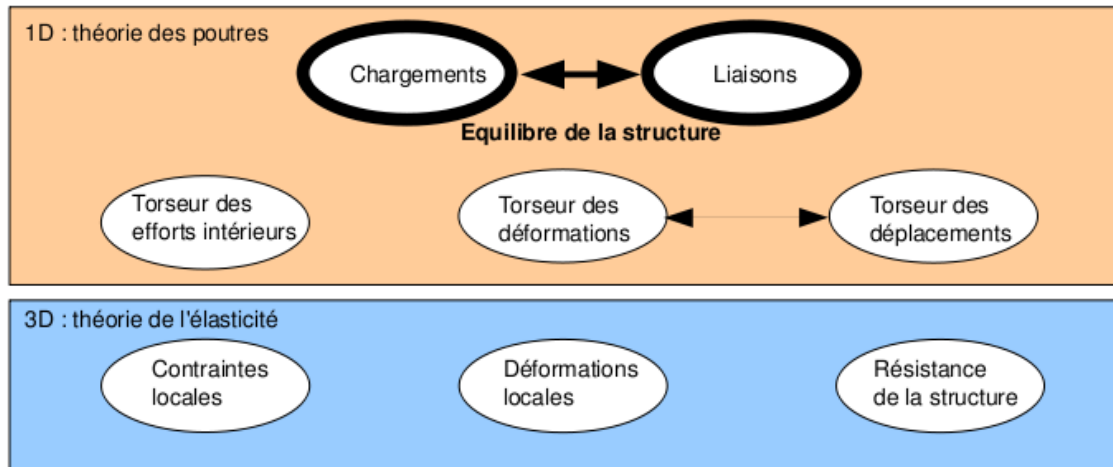 1D : théorie des poutres
Chargements
Liaisons
Equilibre de la structure
Torseur des
efforts intérieurs
Torseur des
déformations
Torseur des
déplacements
3D : théorie de l'élasticité
Contraintes
locales
Déformations
locales
Résistance
de la structure